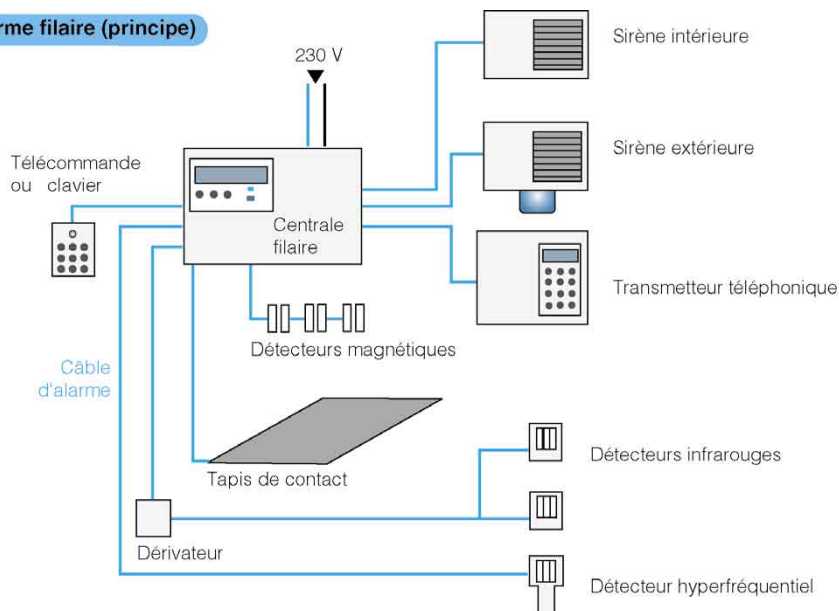 rme filaire (principe)
230 V
Sirène intérieure
Sirène extérieure
Télécommande
ou clavier
Centrale
filaire
Transmetteur téléphonique
Détecteurs magnétiques
Câble
d'alarme
Tapis de contact
Détecteurs infrarouges
Dérivateur
Détecteur hyperfréquentiel